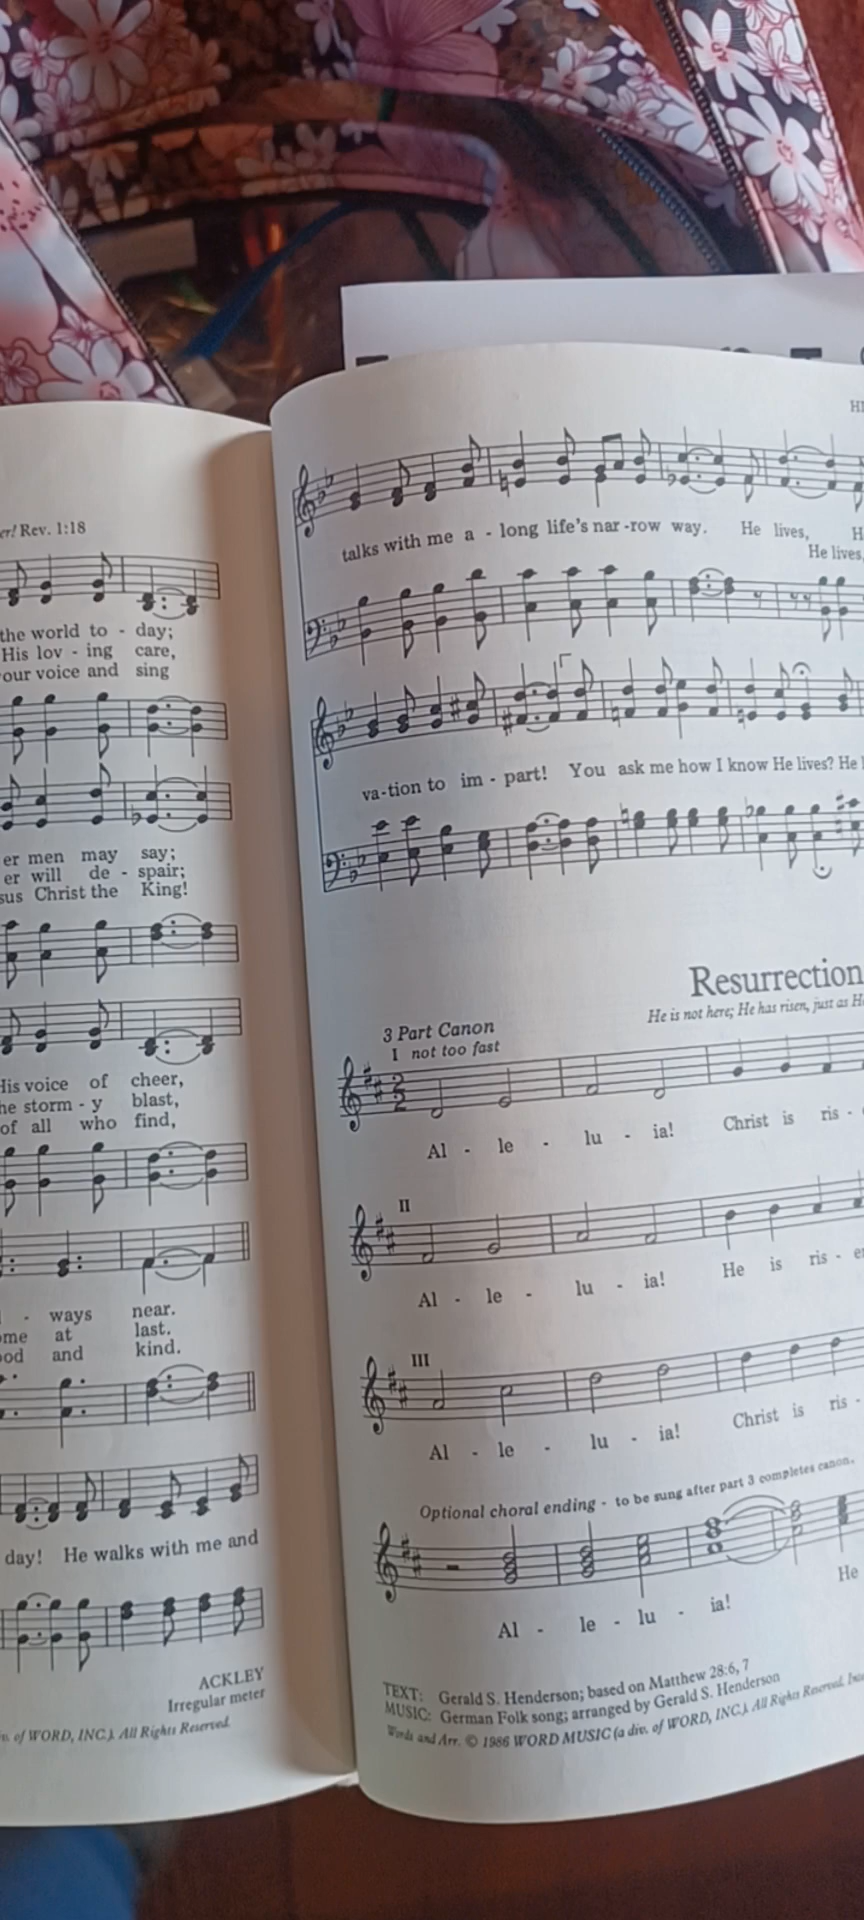 er! Rev. 1:18
the world to - day;
His lov - ing care,
our voice and sing
er men may say;
er will de - spair;
sus Christ the King!
His voice of cheer,
he storm - y blast,
of all who find,
- ways near.
ome at last.
ood and kind.
day! He walks with me and
ACKLEY
Irregular meter
v. of WORD, INC.). All Rights Reserved.
talks with me a - long life's nar - row way. He lives,
He lives,
va - tion to im - part! You ask me how I know He lives? He
Resurrection
He is not here; He has risen, just as
3 Part Canon
I not too fast
Al - le - lu - ia! Christ is ris -
II
Al - le - lu - ia! He is ris -
III
Al - le - lu - ia! Christ is ris -
Optional choral ending - to be sung after part 3 completes canon.
Al - le - lu - ia! He
TEXT: Gerald S. Henderson; based on Matthew 28:6, 7
MUSIC: German Folk song; arranged by Gerald S. Henderson
Words and Arr. © 1986 WORD MUSIC (a div. of WORD, INC.). All Rights Reserved.